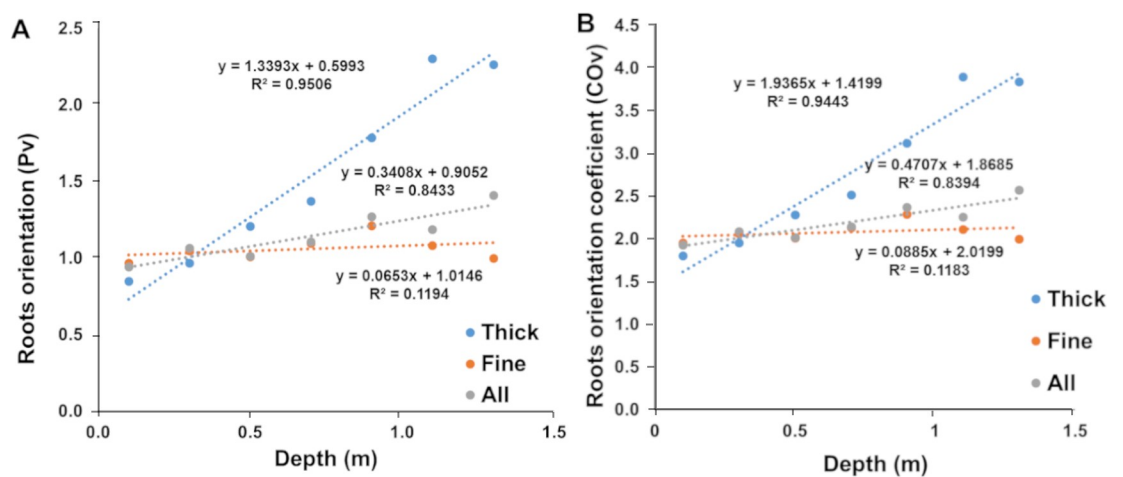 A
Roots orientation (Pv)
2.5
2.0
1.5
1.0
0.5
0.0
y = 1.3393x + 0.5993
R² = 0.9506
y = 0.3408x + 0.9052
R² = 0.8433
y = 0.0653x + 1.0146
R² = 0.1194
Thick
Fine
All
0.0 0.5 1.0 1.5
Depth (m)
B
Roots orientation coeficient (COv)
4.5
4.0
3.5
3.0
2.5
2.0
1.5
1.0
0.5
0.0
y = 1.9365x + 1.4199
R² = 0.9443
y = 0.4707x + 1.8685
R² = 0.8394
y = 0.0885x + 2.0199
R² = 0.1183
Thick
Fine
All
0 0.5 1 1.5
Depth (m)